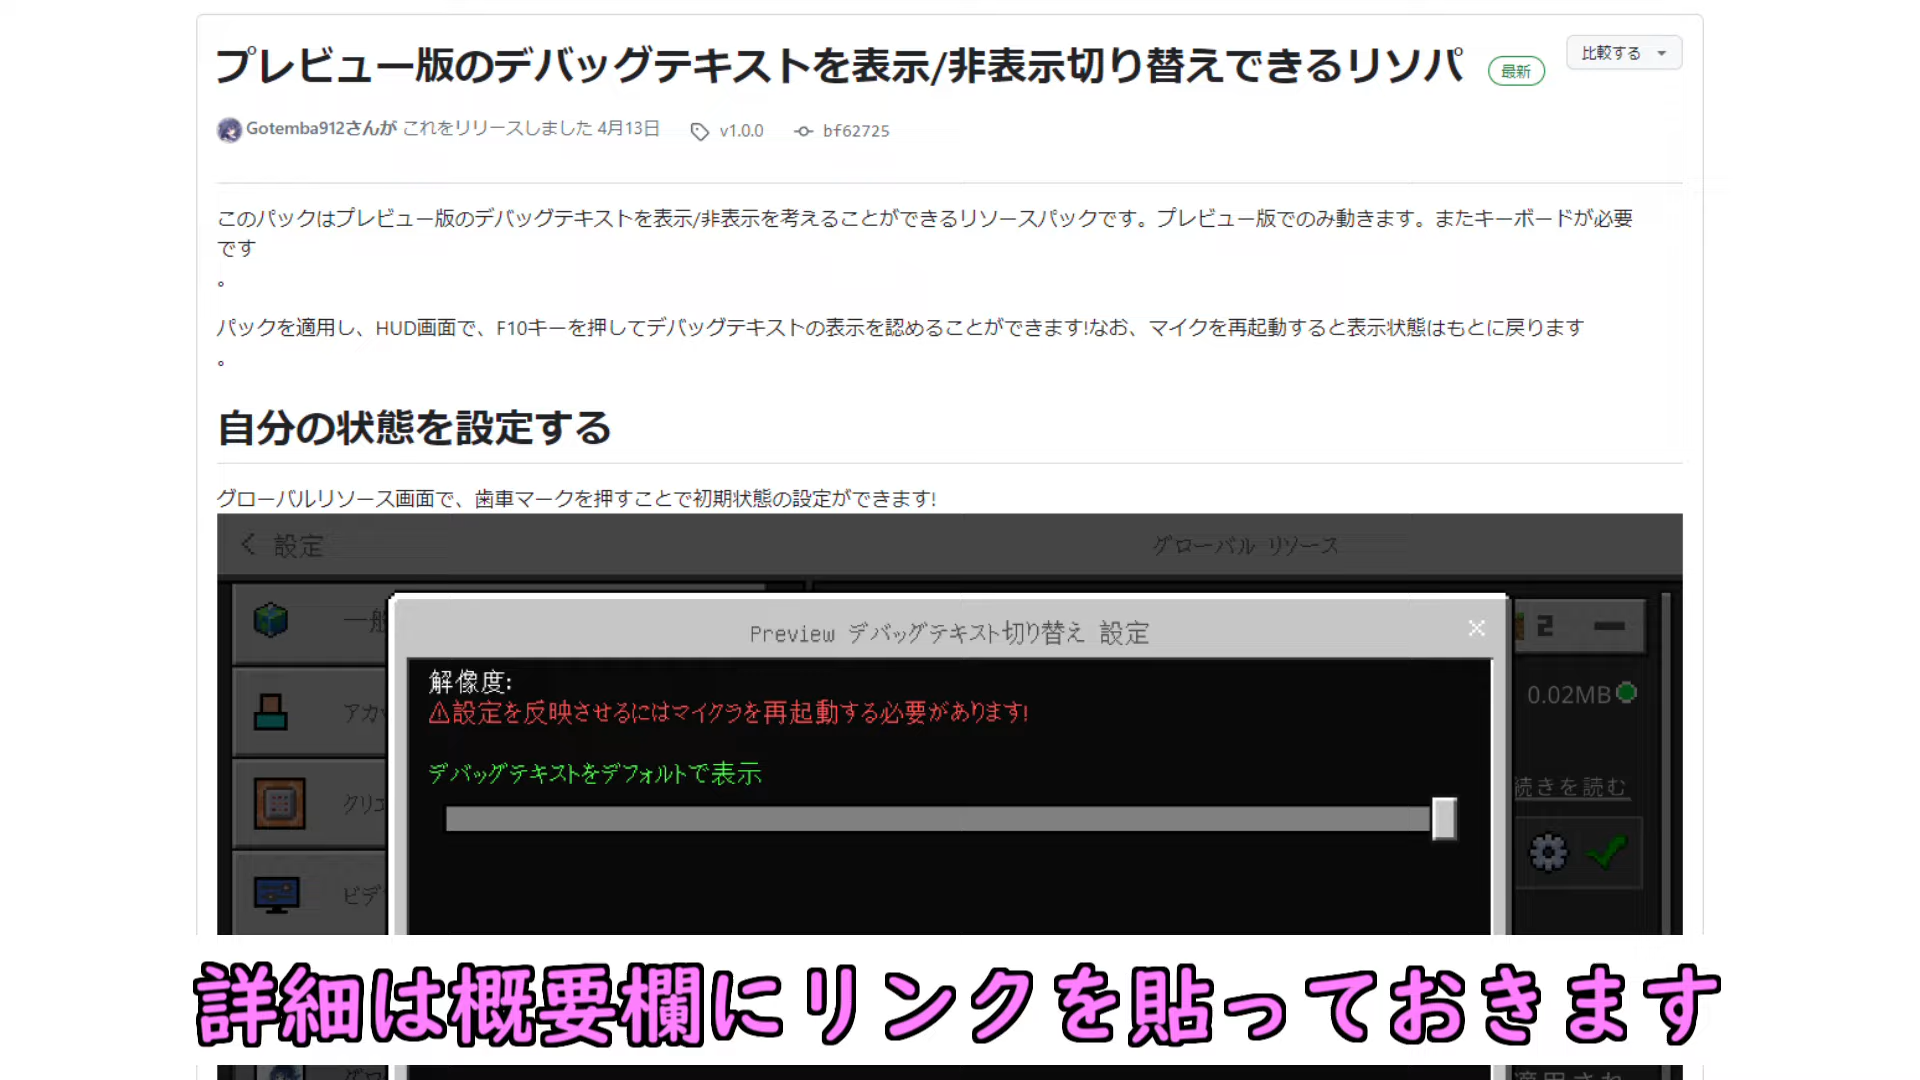 プレビュー版のデバッグテキストを表示/非表示切り替えできるリソパ 最新
比較する
Gotemba912さんが これをリリースしました 4月13日 v1.0.0 bf62725
このパックはプレビュー版のデバッグテキストを表示/非表示を考えることができるリソースパックです。プレビュー版でのみ動きます。またキーボードが必要
です
。
パックを適用し、HUD画面で、F10キーを押してデバッグテキストの表示を認めることができます!なお、マイクを再起動すると表示状態はもとに戻ります
。
自分の状態を設定する
グローバルリソース画面で、歯車マークを押すことで初期状態の設定ができます!
設定 グローバル リソース
一般
アカ
クリエ
ビデ
Preview デバッグテキスト切り替え 設定
2
解像度:
⚠設定を反映させるにはマイクラを再起動する必要があります!
0.02MB
デバッグテキストをデフォルトで表示
続きを読む
詳細は概要欄にリンクを貼っておきます
グロ